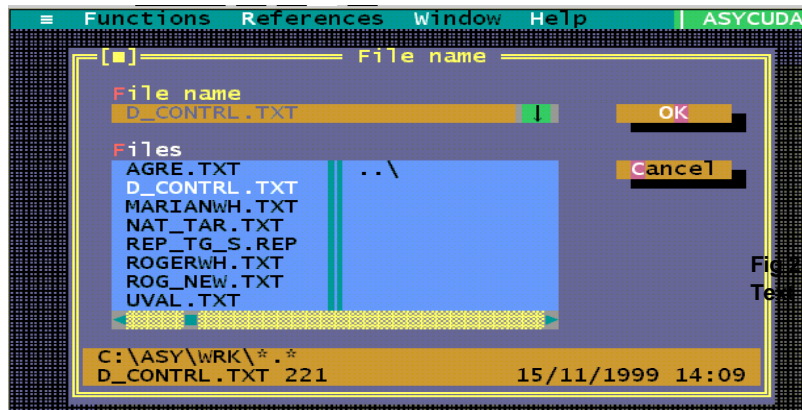 ≡ Functions References Window Help | ASYCUDA
[■] File name
File name
D_CONTRL.TXT ↓ OK
Files
AGRE.TXT ..\ Cancel
D_CONTRL.TXT
MARIANWH.TXT
NAT_TAR.TXT
REP_TG_S.REP
ROGERWH.TXT
ROG_NEW.TXT
UVAL.TXT
C:\ASY\WRK\*.*
D_CONTRL.TXT 221 15/11/1999 14:09